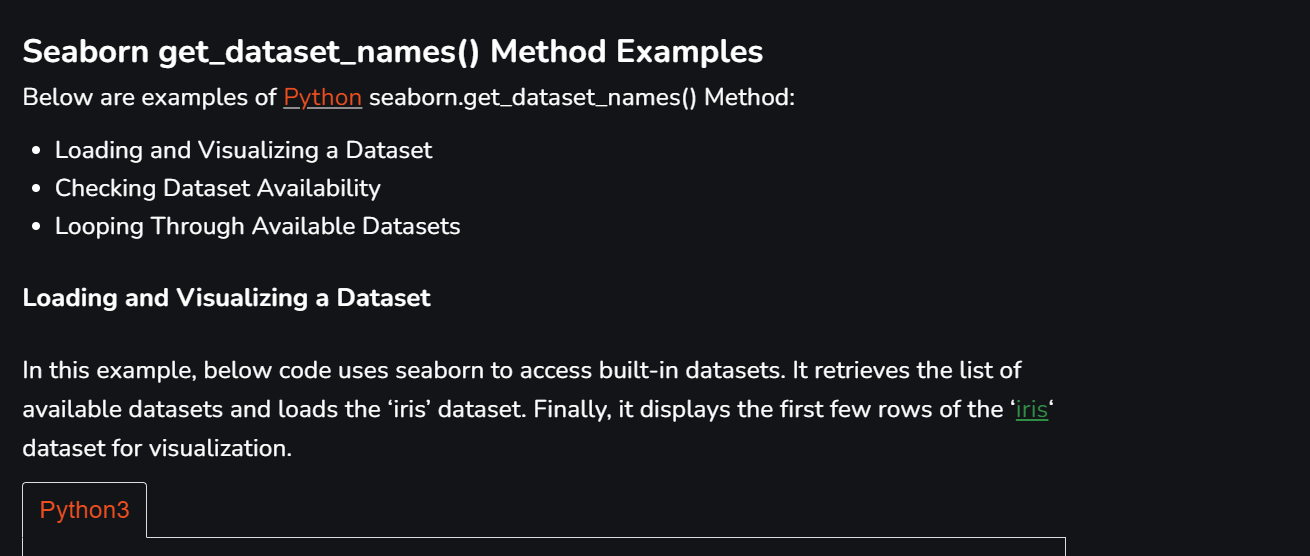 Seaborn get_dataset_names() Method Examples
Below are examples of Python seaborn.get_dataset_names() Method:
• Loading and Visualizing a Dataset
• Checking Dataset Availability
• Looping Through Available Datasets
Loading and Visualizing a Dataset
In this example, below code uses seaborn to access built-in datasets. It retrieves the list of
available datasets and loads the ‘iris’ dataset. Finally, it displays the first few rows of the ‘iris‘
dataset for visualization.
Python3